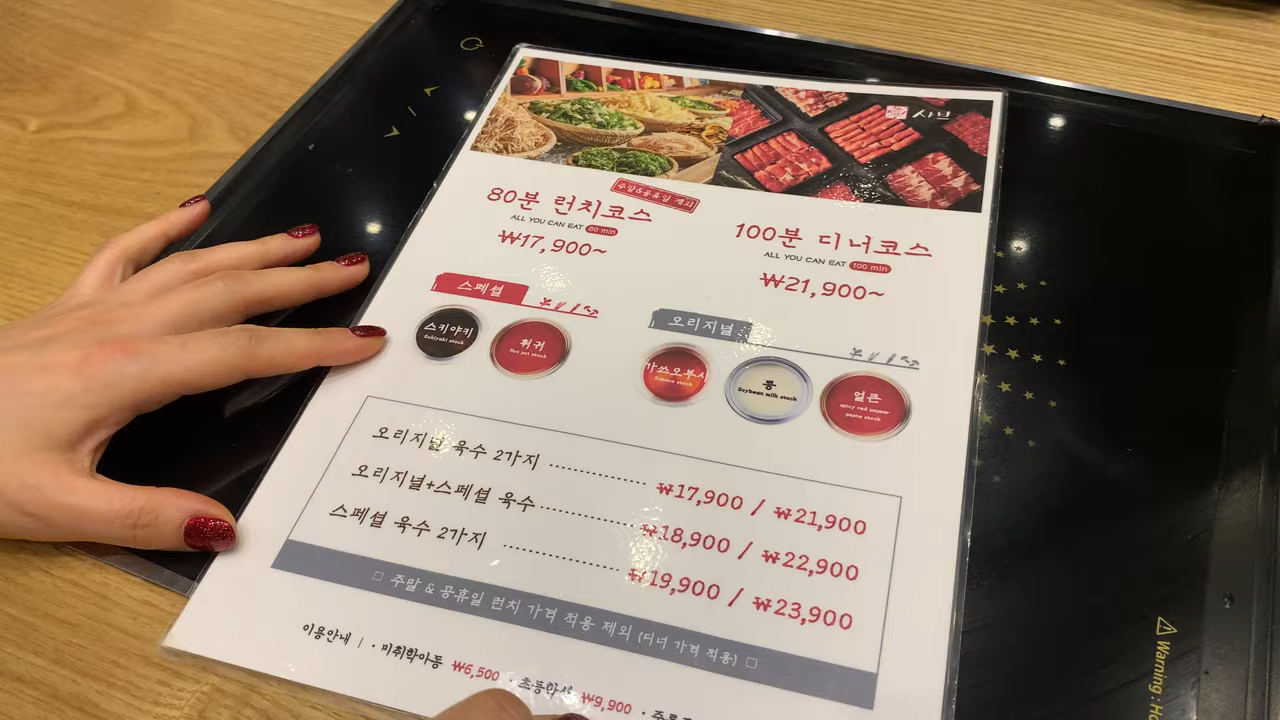 샤브
주말&공휴일 제외
80분 런치코스
ALL YOU CAN EAT 80 min
₩17,900~
100분 디너코스
ALL YOU CAN EAT 100 min
₩21,900~
스페셜
스키야키
Sukiyaki stock
훠궈
Hot pot stock
오리지널
가쓰오부시
Katsuo stock
콩
Soybean milk stock
얼큰
spicy red pepper
paste stock
오리지널 육수 2가지 ₩17,900 / ₩21,900
오리지널+스페셜 육수 ₩18,900 / ₩22,900
스페셜 육수 2가지 ₩19,900 / ₩23,900
□ 주말 & 공휴일 런치 가격 적용 제외 (디너 가격 적용) □
이용안내 | · 미취학아동 ₩6,500 · 초등학생 ₩9,900 ·
Warning :